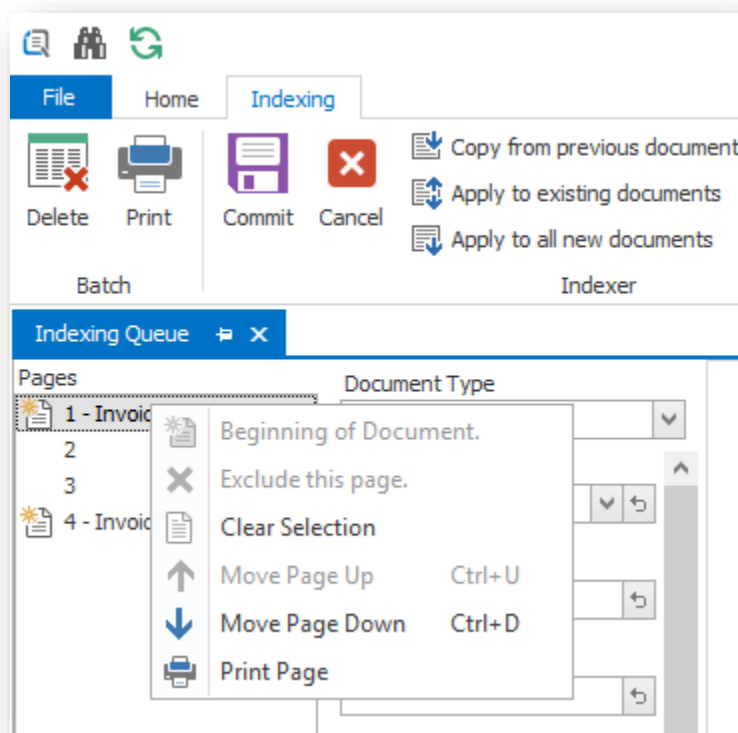 File Home Indexing
Delete Print Commit Cancel
Copy from previous document
Apply to existing documents
Apply to all new documents
Batch Indexer
Indexing Queue
Pages
Document Type
1 - Invoic
2
3
4 - Invoic
Beginning of Document.
Exclude this page.
Clear Selection
Move Page Up Ctrl+U
Move Page Down Ctrl+D
Print Page